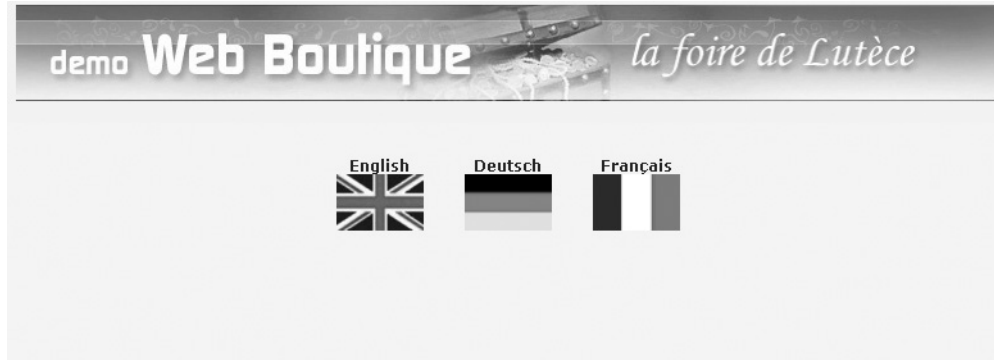 demo Web Boutique
la foire de Lutèce
English Deutsch Français